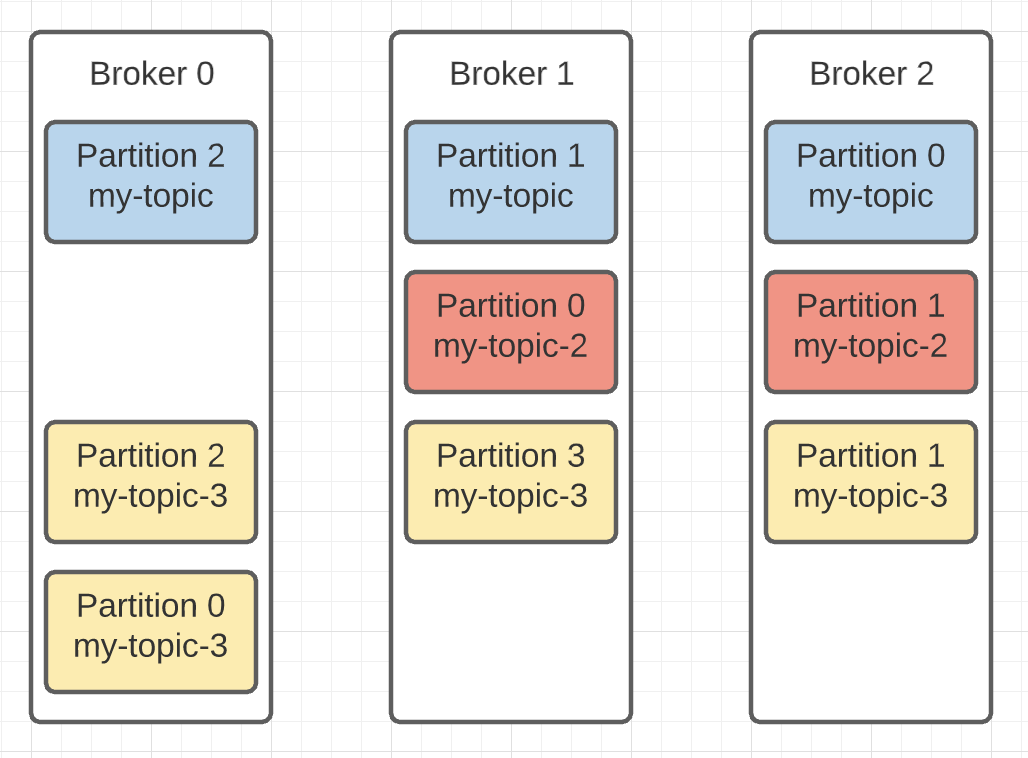 Broker 0
Partition 2
my-topic
Partition 2
my-topic-3
Partition 0
my-topic-3
Broker 1
Partition 1
my-topic
Partition 0
my-topic-2
Partition 3
my-topic-3
Broker 2
Partition 0
my-topic
Partition 1
my-topic-2
Partition 1
my-topic-3